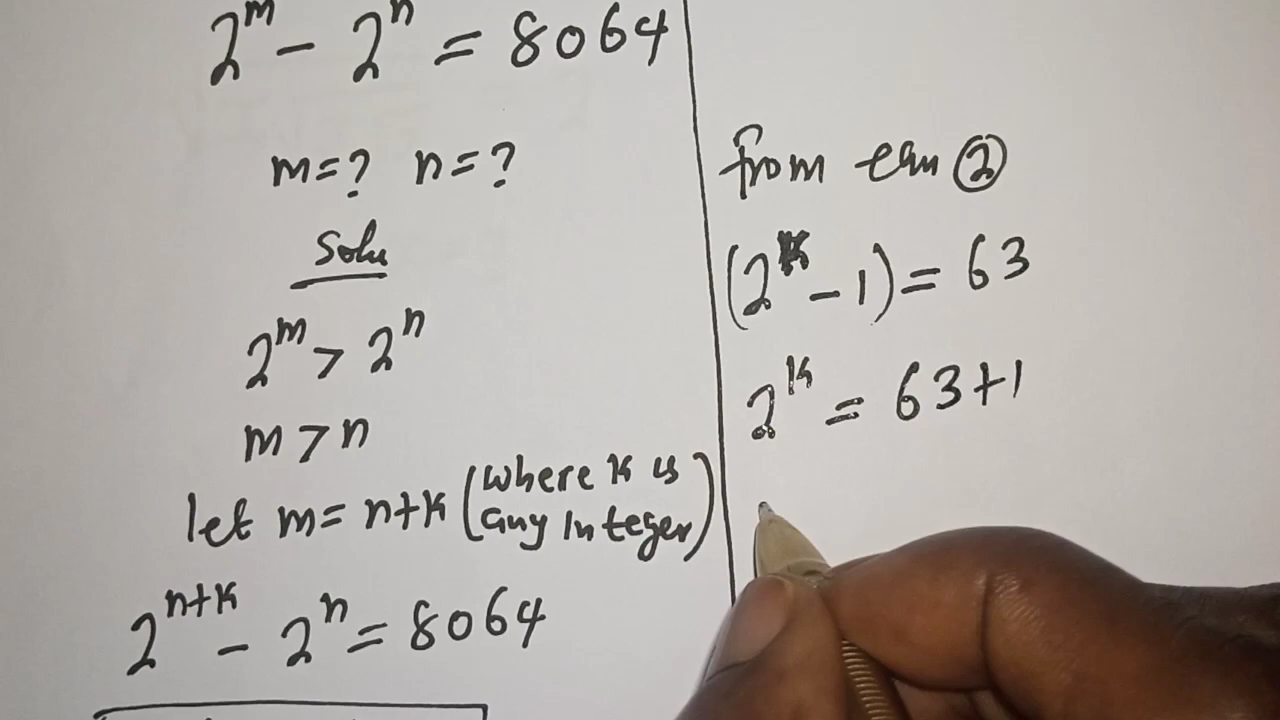 2^m - 2^n = 8064
m=? n=?
Soln
2^m > 2^n
m > n
let m= n+k (where k is any Integer)
2^{n+k} - 2^n = 8064
from eqn ②
(2^k - 1) = 63
2^k = 63+1